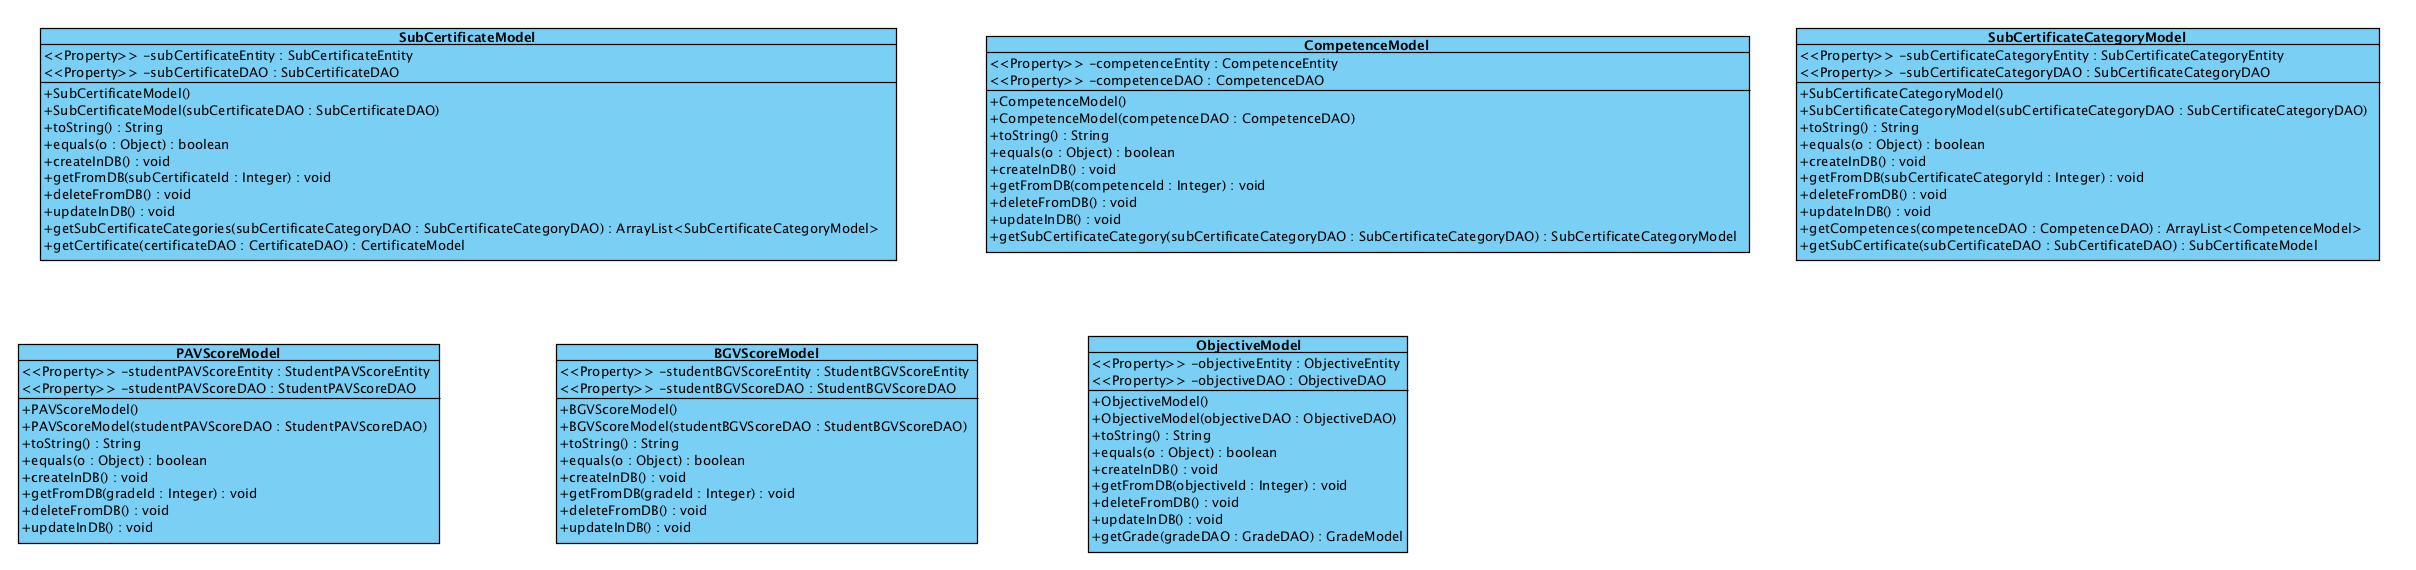 SubCertificateModel
<<Property>> -subCertificateEntity : SubCertificateEntity
<<Property>> -subCertificateDAO : SubCertificateDAO
+SubCertificateModel()
+SubCertificateModel(subCertificateDAO : SubCertificateDAO)
+toString() : String
+equals(o : Object) : boolean
+createInDB() : void
+getFromDB(subCertificateId : Integer) : void
+deleteFromDB() : void
+updateInDB() : void
+getSubCertificateCategories(subCertificateCategoryDAO : SubCertificateCategoryDAO) : ArrayList<SubCertificateCategoryModel>
+getCertificate(certificateDAO : CertificateDAO) : CertificateModel
CompetenceModel
<<Property>> -competenceEntity : CompetenceEntity
<<Property>> -competenceDAO : CompetenceDAO
+CompetenceModel()
+CompetenceModel(competenceDAO : CompetenceDAO)
+toString() : String
+equals(o : Object) : boolean
+createInDB() : void
+getFromDB(competenceId : Integer) : void
+deleteFromDB() : void
+updateInDB() : void
+getSubCertificateCategory(subCertificateCategoryDAO : SubCertificateCategoryDAO) : SubCertificateCategoryModel
SubCertificateCategoryModel
<<Property>> -subCertificateCategoryEntity : SubCertificateCategoryEntity
<<Property>> -subCertificateCategoryDAO : SubCertificateCategoryDAO
+SubCertificateCategoryModel()
+SubCertificateCategoryModel(subCertificateCategoryDAO : SubCertificateCategoryDAO)
+toString() : String
+equals(o : Object) : boolean
+createInDB() : void
+getFromDB(subCertificateCategoryId : Integer) : void
+deleteFromDB() : void
+updateInDB() : void
+getCompetences(competenceDAO : CompetenceDAO) : ArrayList<CompetenceModel>
+getSubCertificate(subCertificateDAO : SubCertificateDAO) : SubCertificateModel
PAVScoreModel
<<Property>> -studentPAVScoreEntity : StudentPAVScoreEntity
<<Property>> -studentPAVScoreDAO : StudentPAVScoreDAO
+PAVScoreModel()
+PAVScoreModel(studentPAVScoreDAO : StudentPAVScoreDAO)
+toString() : String
+equals(o : Object) : boolean
+createInDB() : void
+getFromDB(gradeId : Integer) : void
+deleteFromDB() : void
+updateInDB() : void
BGVScoreModel
<<Property>> -studentBGVScoreEntity : StudentBGVScoreEntity
<<Property>> -studentBGVScoreDAO : StudentBGVScoreDAO
+BGVScoreModel()
+BGVScoreModel(studentBGVScoreDAO : StudentBGVScoreDAO)
+toString() : String
+equals(o : Object) : boolean
+createInDB() : void
+getFromDB(gradeId : Integer) : void
+deleteFromDB() : void
+updateInDB() : void
ObjectiveModel
<<Property>> -objectiveEntity : ObjectiveEntity
<<Property>> -objectiveDAO : ObjectiveDAO
+ObjectiveModel()
+ObjectiveModel(objectiveDAO : ObjectiveDAO)
+toString() : String
+equals(o : Object) : boolean
+createInDB() : void
+getFromDB(objectiveId : Integer) : void
+deleteFromDB() : void
+updateInDB() : void
+getGrade(gradeDAO : GradeDAO) : GradeModel